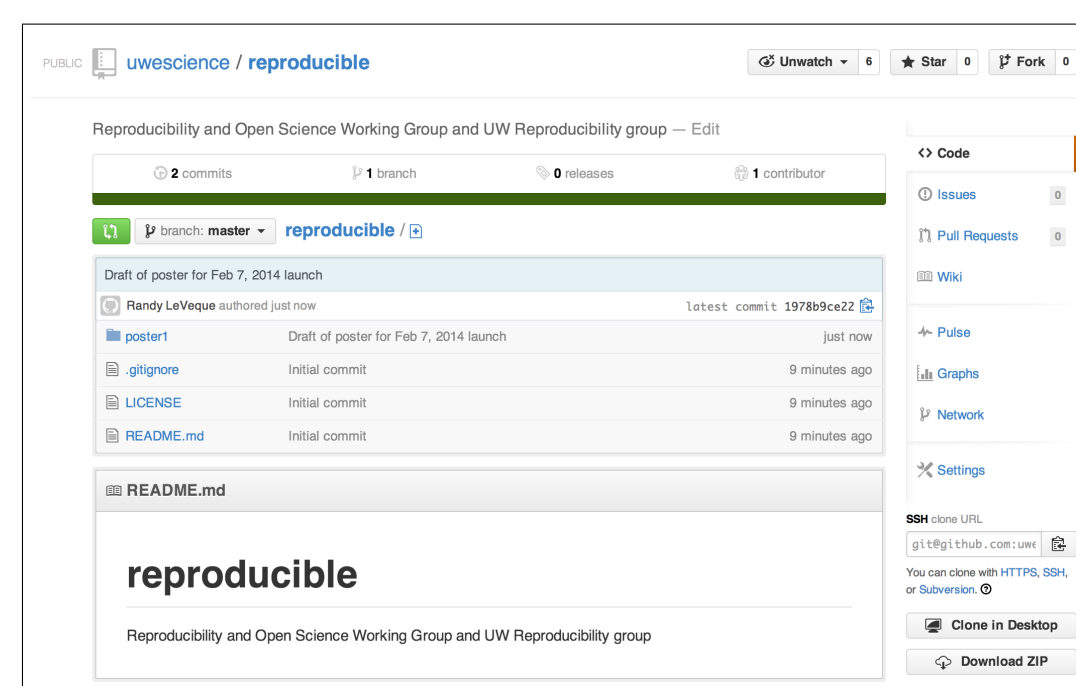 PUBLIC uwescience / reproducible Unwatch 6 Star 0 Fork 0
Reproducibility and Open Science Working Group and UW Reproducibility group — Edit
2 commits 1 branch 0 releases 1 contributor
branch: master reproducible /
Draft of poster for Feb 7, 2014 launch
Randy LeVeque authored just now latest commit 1978b9ce22
poster1 Draft of poster for Feb 7, 2014 launch just now
.gitignore Initial commit 9 minutes ago
LICENSE Initial commit 9 minutes ago
README.md Initial commit 9 minutes ago
README.md
reproducible
Reproducibility and Open Science Working Group and UW Reproducibility group
Code
Issues 0
Pull Requests 0
Wiki
Pulse
Graphs
Network
Settings
SSH clone URL
git@github.com:uwe
You can clone with HTTPS, SSH,
or Subversion.
Clone in Desktop
Download ZIP